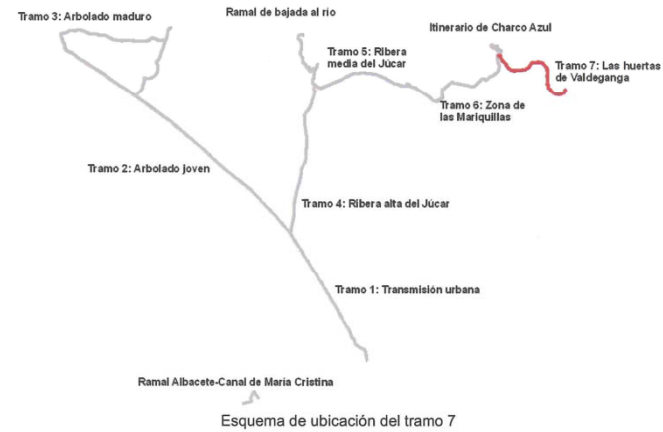 Tramo 3: Arbolado maduro
Ramal de bajada al río
Itinerario de Charco Azul
Tramo 5: Ribera
media del Júcar
Tramo 7: Las huertas
de Valdeganga
Tramo 6: Zona de
las Mariquillas
Tramo 2: Arbolado joven
Tramo 4: Ribera alta del Júcar
Tramo 1: Transmisión urbana
Ramal Albacete-Canal de María Cristina
Esquema de ubicación del tramo 7